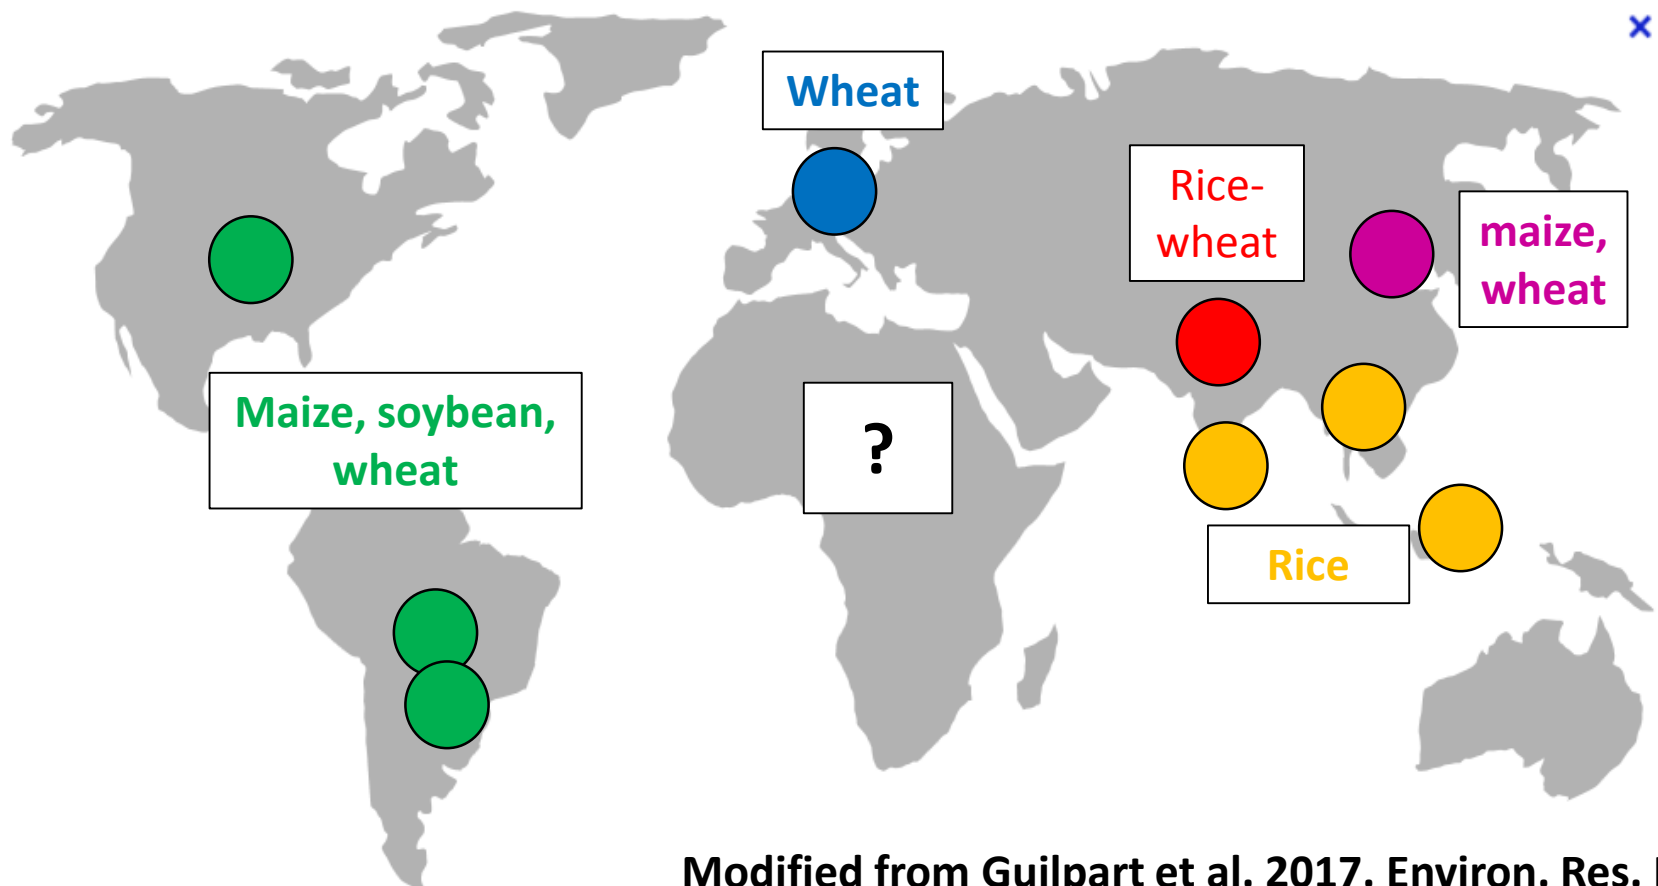 Wheat
Rice-
wheat
maize,
wheat
Maize, soybean,
wheat
?
Rice
Modified from Guilpart et al. 2017. Environ. Res.